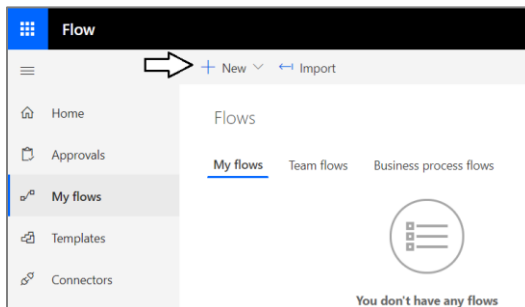 Flow
New
Import
Home
Flows
Approvals
My flows
Team flows
Business process flows
My flows
Templates
Connectors
You don't have any flows